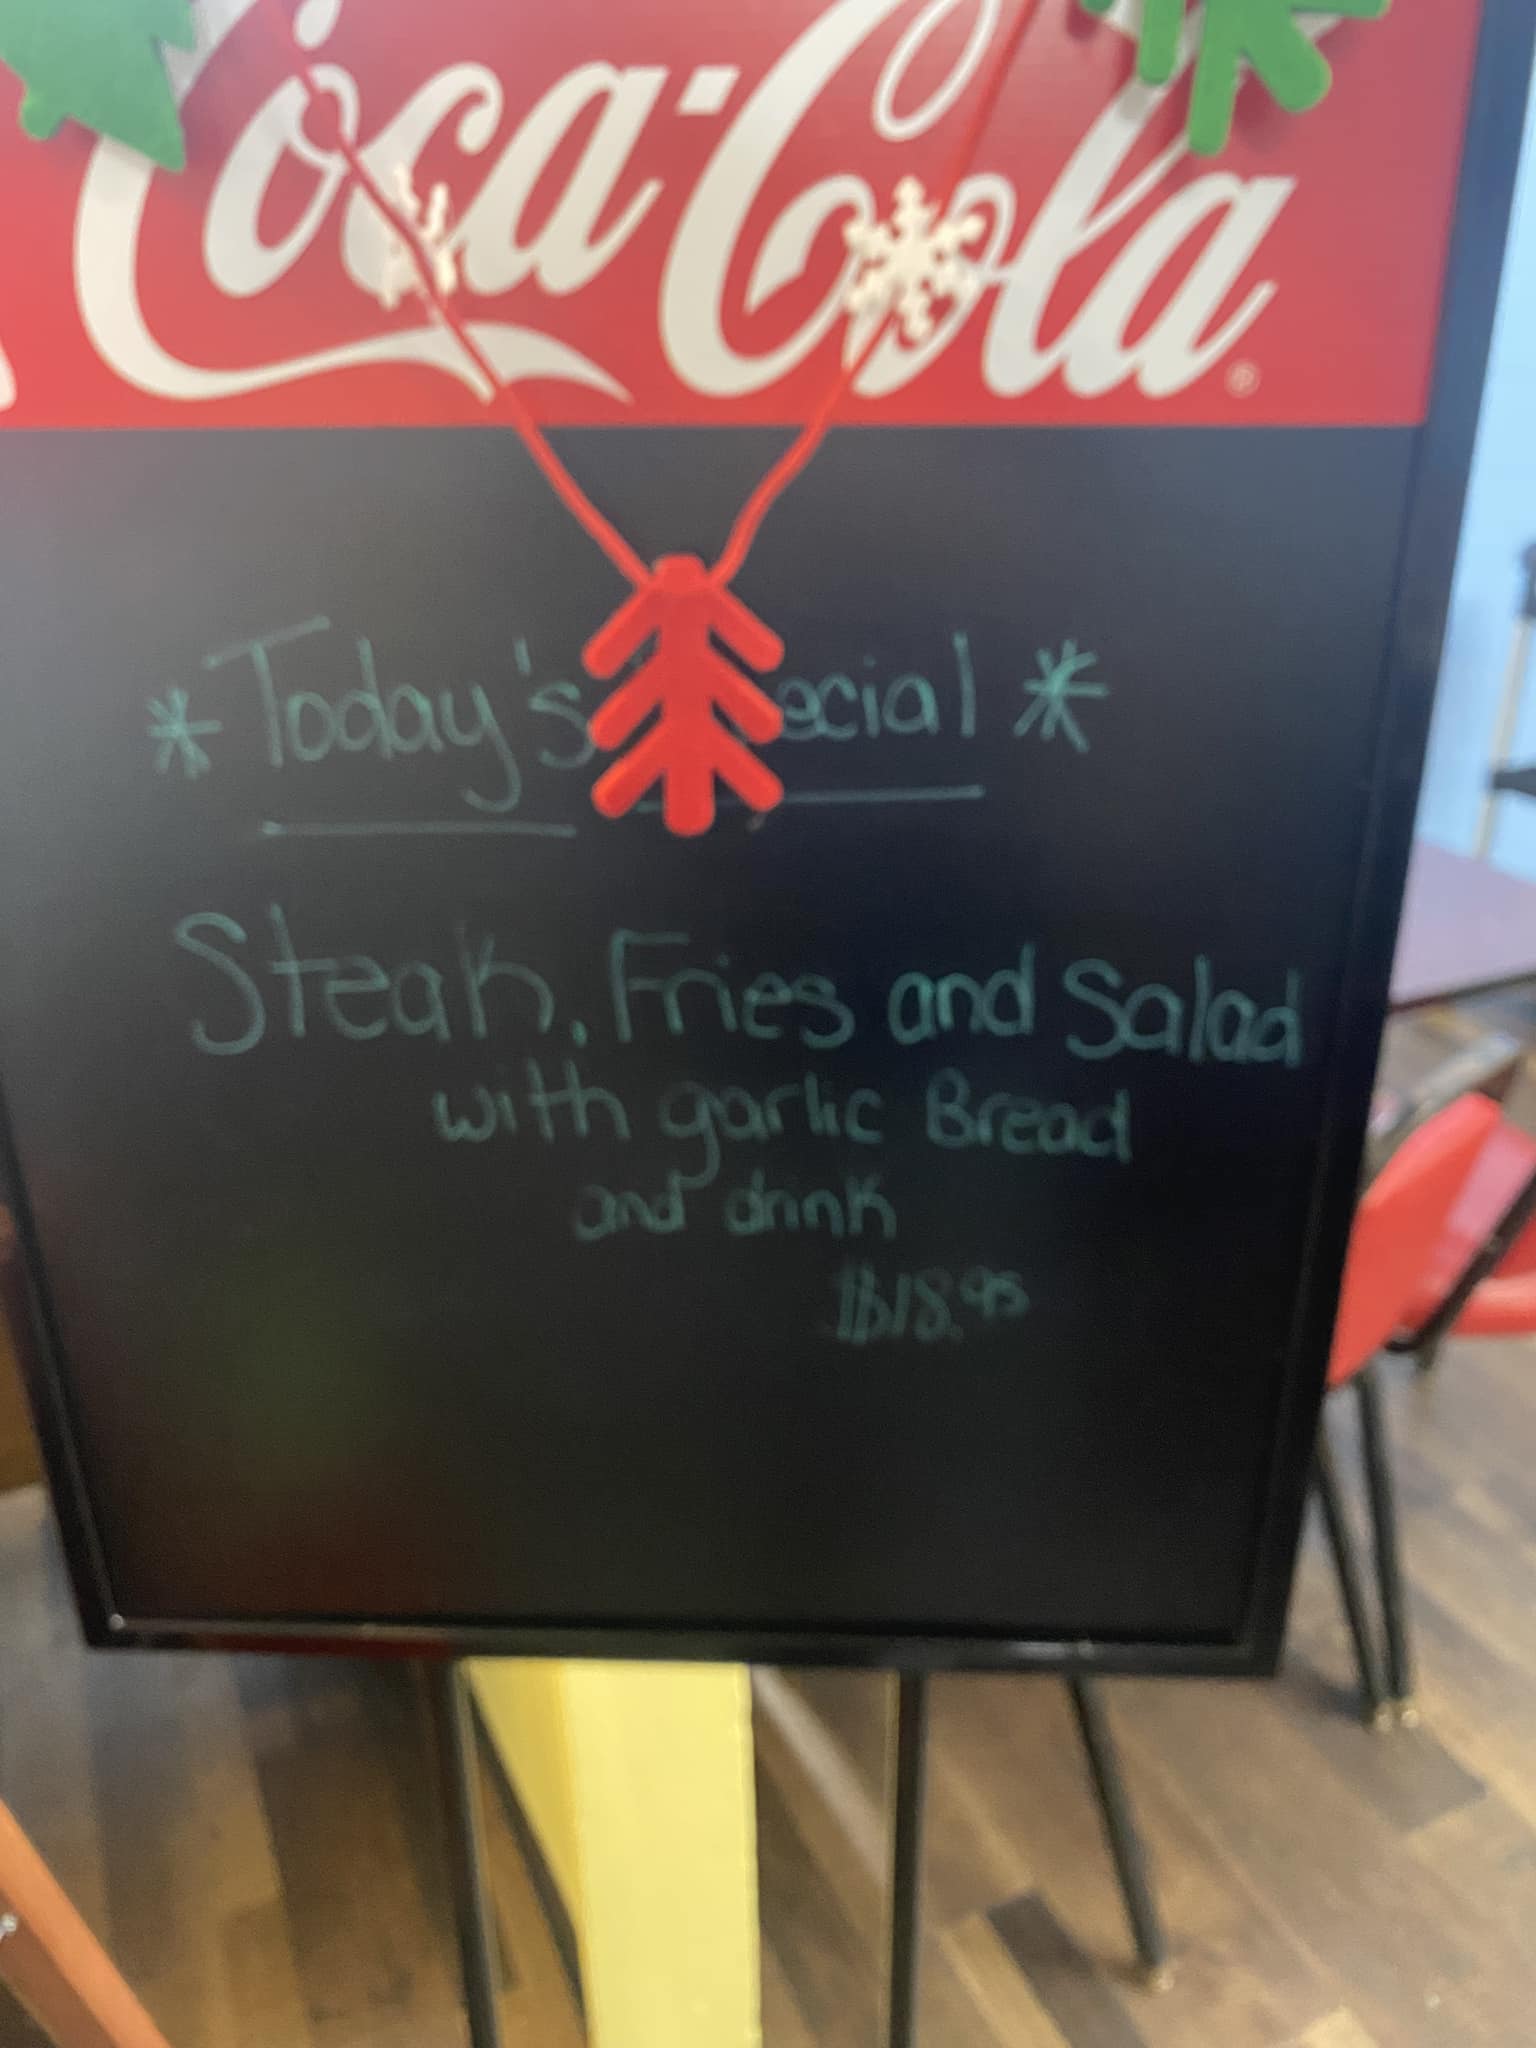 Coca-Cola
®
* Today's ecial *
Steak, Fries and Salad
with garlic Bread
and drink
$18.95